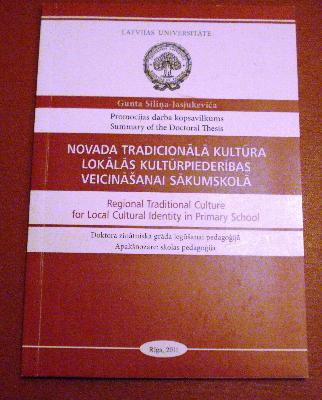 LATVIJAS UNIVERSITĀTE
Gunta Siliņa-Jasjukeviča
Promocijas darba kopsavilkums
Summary of the Doctoral Thesis
NOVADA TRADICIONĀLĀ KULTŪRA
LOKĀLĀS KULTŪRPIEDERĪBAS
VEICINĀŠANAI SĀKUMSKOLĀ
Regional Traditional Culture
for Local Cultural Identity in Primary School
Doktora zinātniskā grāda iegūšanai pedagoģijā
Apakšnozare: skolas pedagoģija
Rīga, 2011